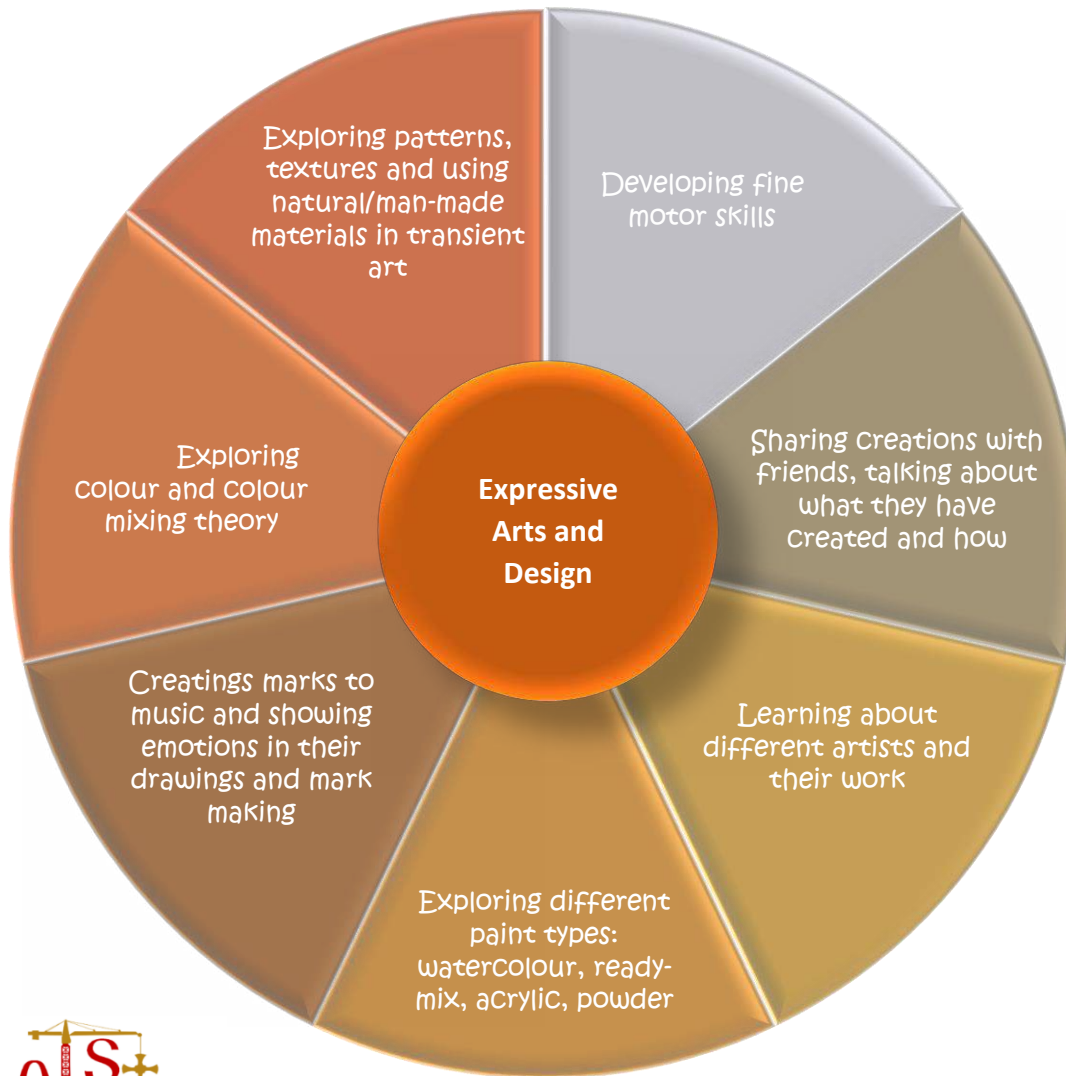 Exploring patterns,
textures and using
natural/man-made
materials in transient
art
Developing fine
motor skills
Sharing creations with
friends, talking about
what they have
created and how
Learning about
different artists and
their work
Exploring different
paint types:
watercolour, ready-
mix, acrylic, powder
Creatings marks to
music and showing
emotions in their
drawings and mark
making
Exploring
colour and colour
mixing theory
Expressive
Arts and
Design